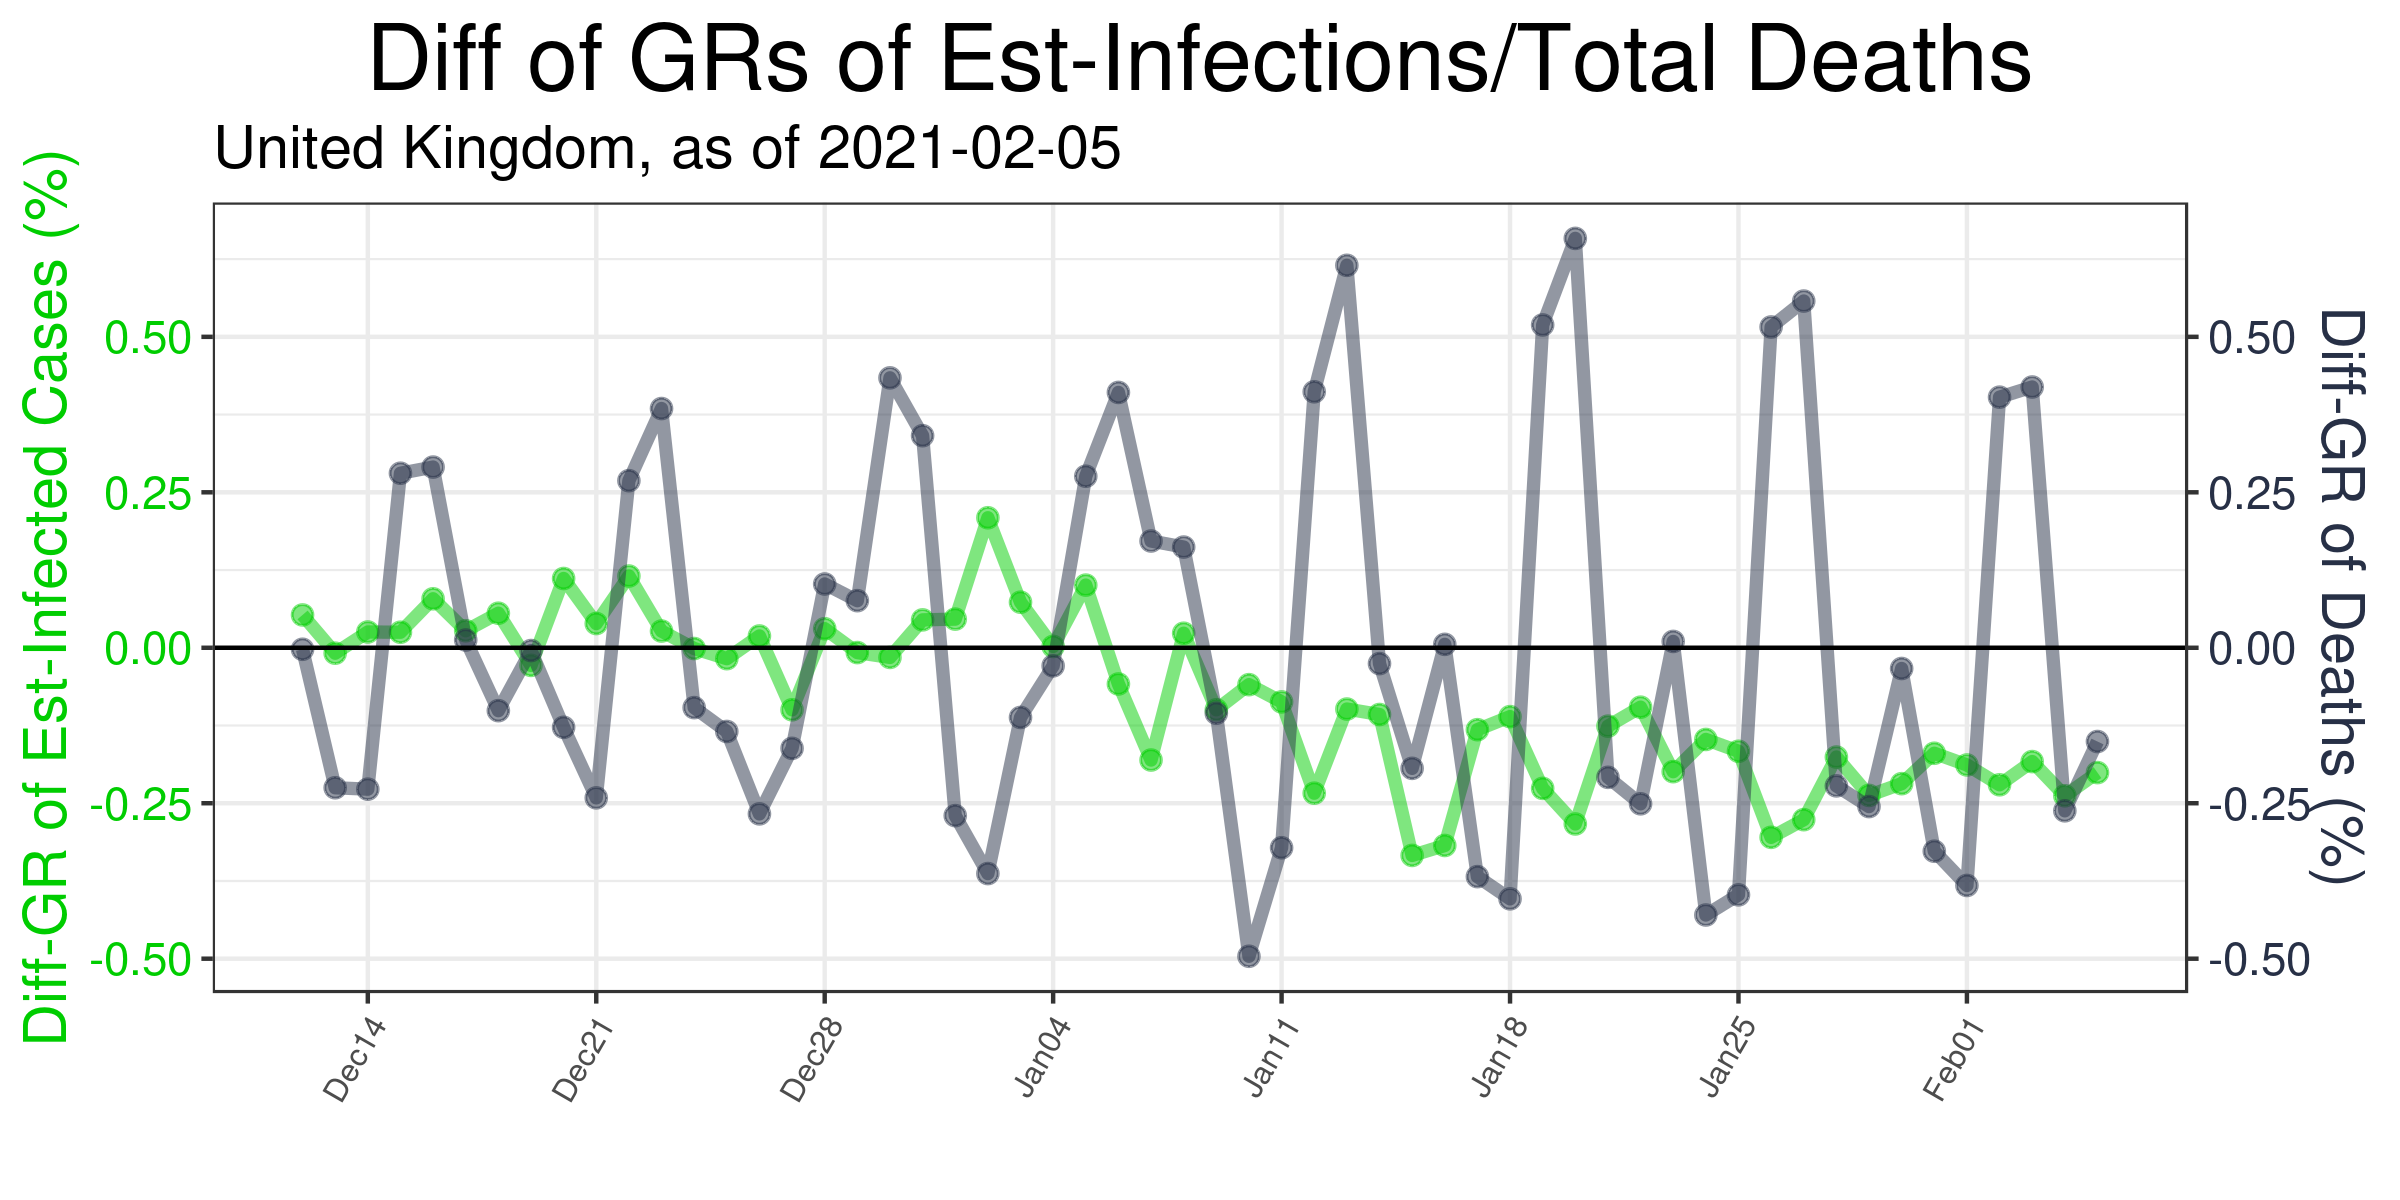 Diff of GRs of Est-Infections/Total Deaths
United Kingdom, as of 2021-02-05
Diff-GR of Est-Infected Cases (%)
0.50
0.25
0.00
-0.25
-0.50
0.50
0.25
0.00
-0.25
-0.50
Diff-GR of Deaths (%)
Dec14
Dec21
Dec28
Jan04
Jan11
Jan18
Jan25
Feb01